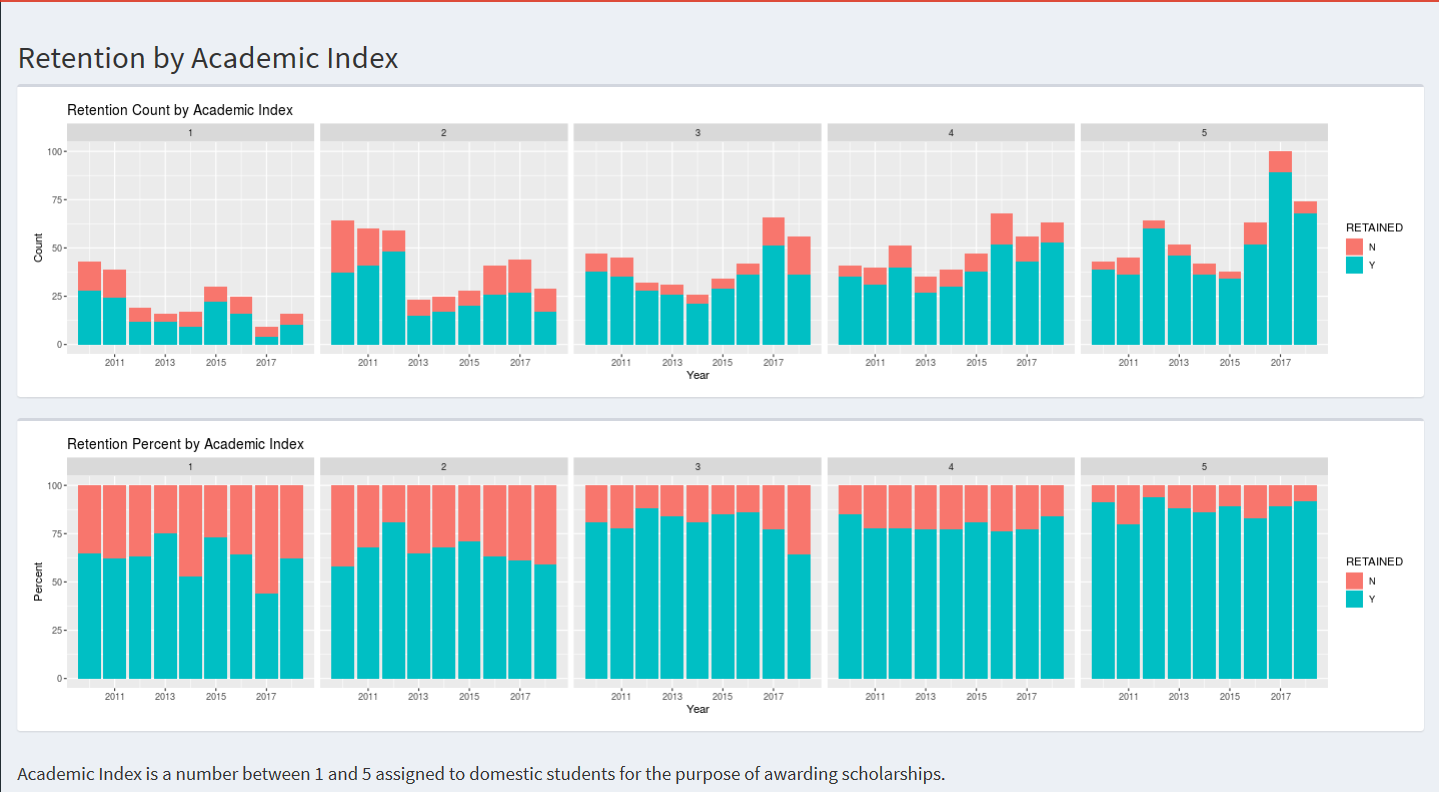 Retention by Academic Index
Retention Count by Academic Index
1 2 3 4 5
100
75
50
25
0
Count
2011 2013 2015 2017 2011 2013 2015 2017 2011 2013 2015 2017 2011 2013 2015 2017 2011 2013 2015 2017
Year
RETAINED
N
Y
Retention Percent by Academic Index
1 2 3 4 5
100
75
50
25
0
Percent
2011 2013 2015 2017 2011 2013 2015 2017 2011 2013 2015 2017 2011 2013 2015 2017 2011 2013 2015 2017
Year
RETAINED
N
Y
Academic Index is a number between 1 and 5 assigned to domestic students for the purpose of awarding scholarships.